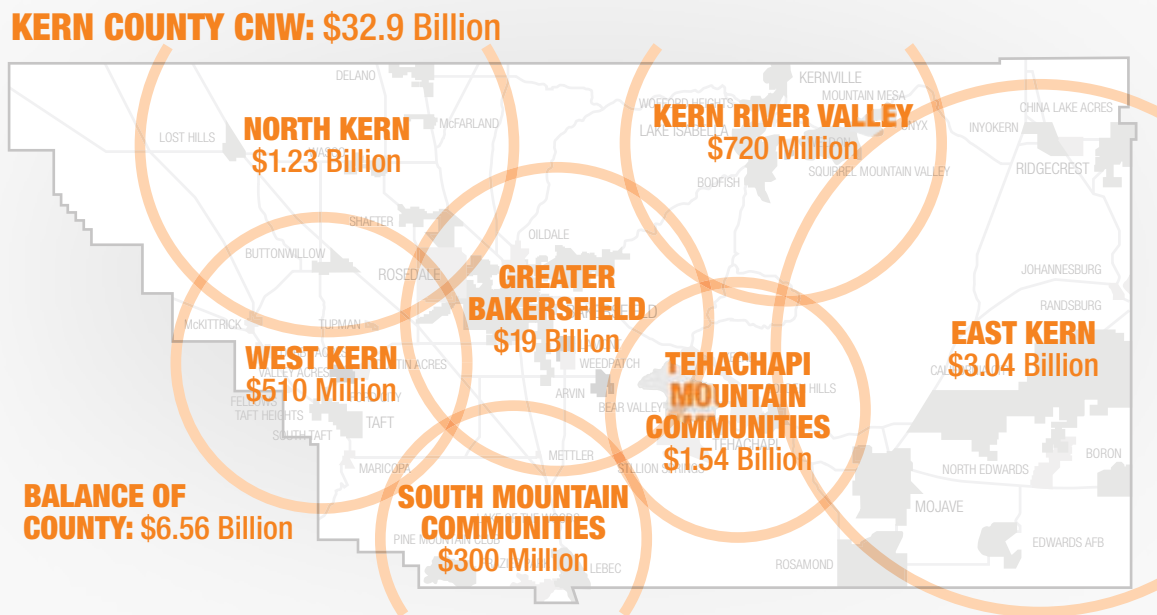 KERN COUNTY CNW: $32.9 Billion
DELANO
KERNVILLE
MOUNTAIN MESA
WOFFORD HEIGHTS
CHINA LAKE ACRES
McFARLAND
KERN RIVER VALLEY
NORTH KERN
LAKE ISABELLA
ONYX
INYOKERN
LOST HILLS
$720 Million
WASCO
$1.23 Billion
SQUIRREL MOUNTAIN VALLEY
RIDGECREST
BODFISH
SHAFTER
OILDALE
BUTTONWILLOW
ROSEDALE
GREATER
JOHANNESBURG
BAKERSFIELD
RANDSBURG
McKITTRICK
TUPMAN
$19 Billion
EAST KERN
WEST KERN
WEEDPATCH
TEHACHAPI
$3.04 Billion
VALLEY ACRES
$510 Million
ARVIN
MOUNTAIN
HILLS
FELLOWS
BEAR VALLEY
TAFT HEIGHTS
TAFT
COMMUNITIES
SOUTH TAFT
TEHACHAPI
METTLER
$1.54 Billion
BORON
MARICOPA
NORTH EDWARDS
BALANCE OF
SOUTH MOUNTAIN
MOJAVE
COUNTY: $6.56 Billion
COMMUNITIES
PINE MOUNTAIN CLUB
EDWARDS AFB
$300 Million
LEBEC
ROSAMOND